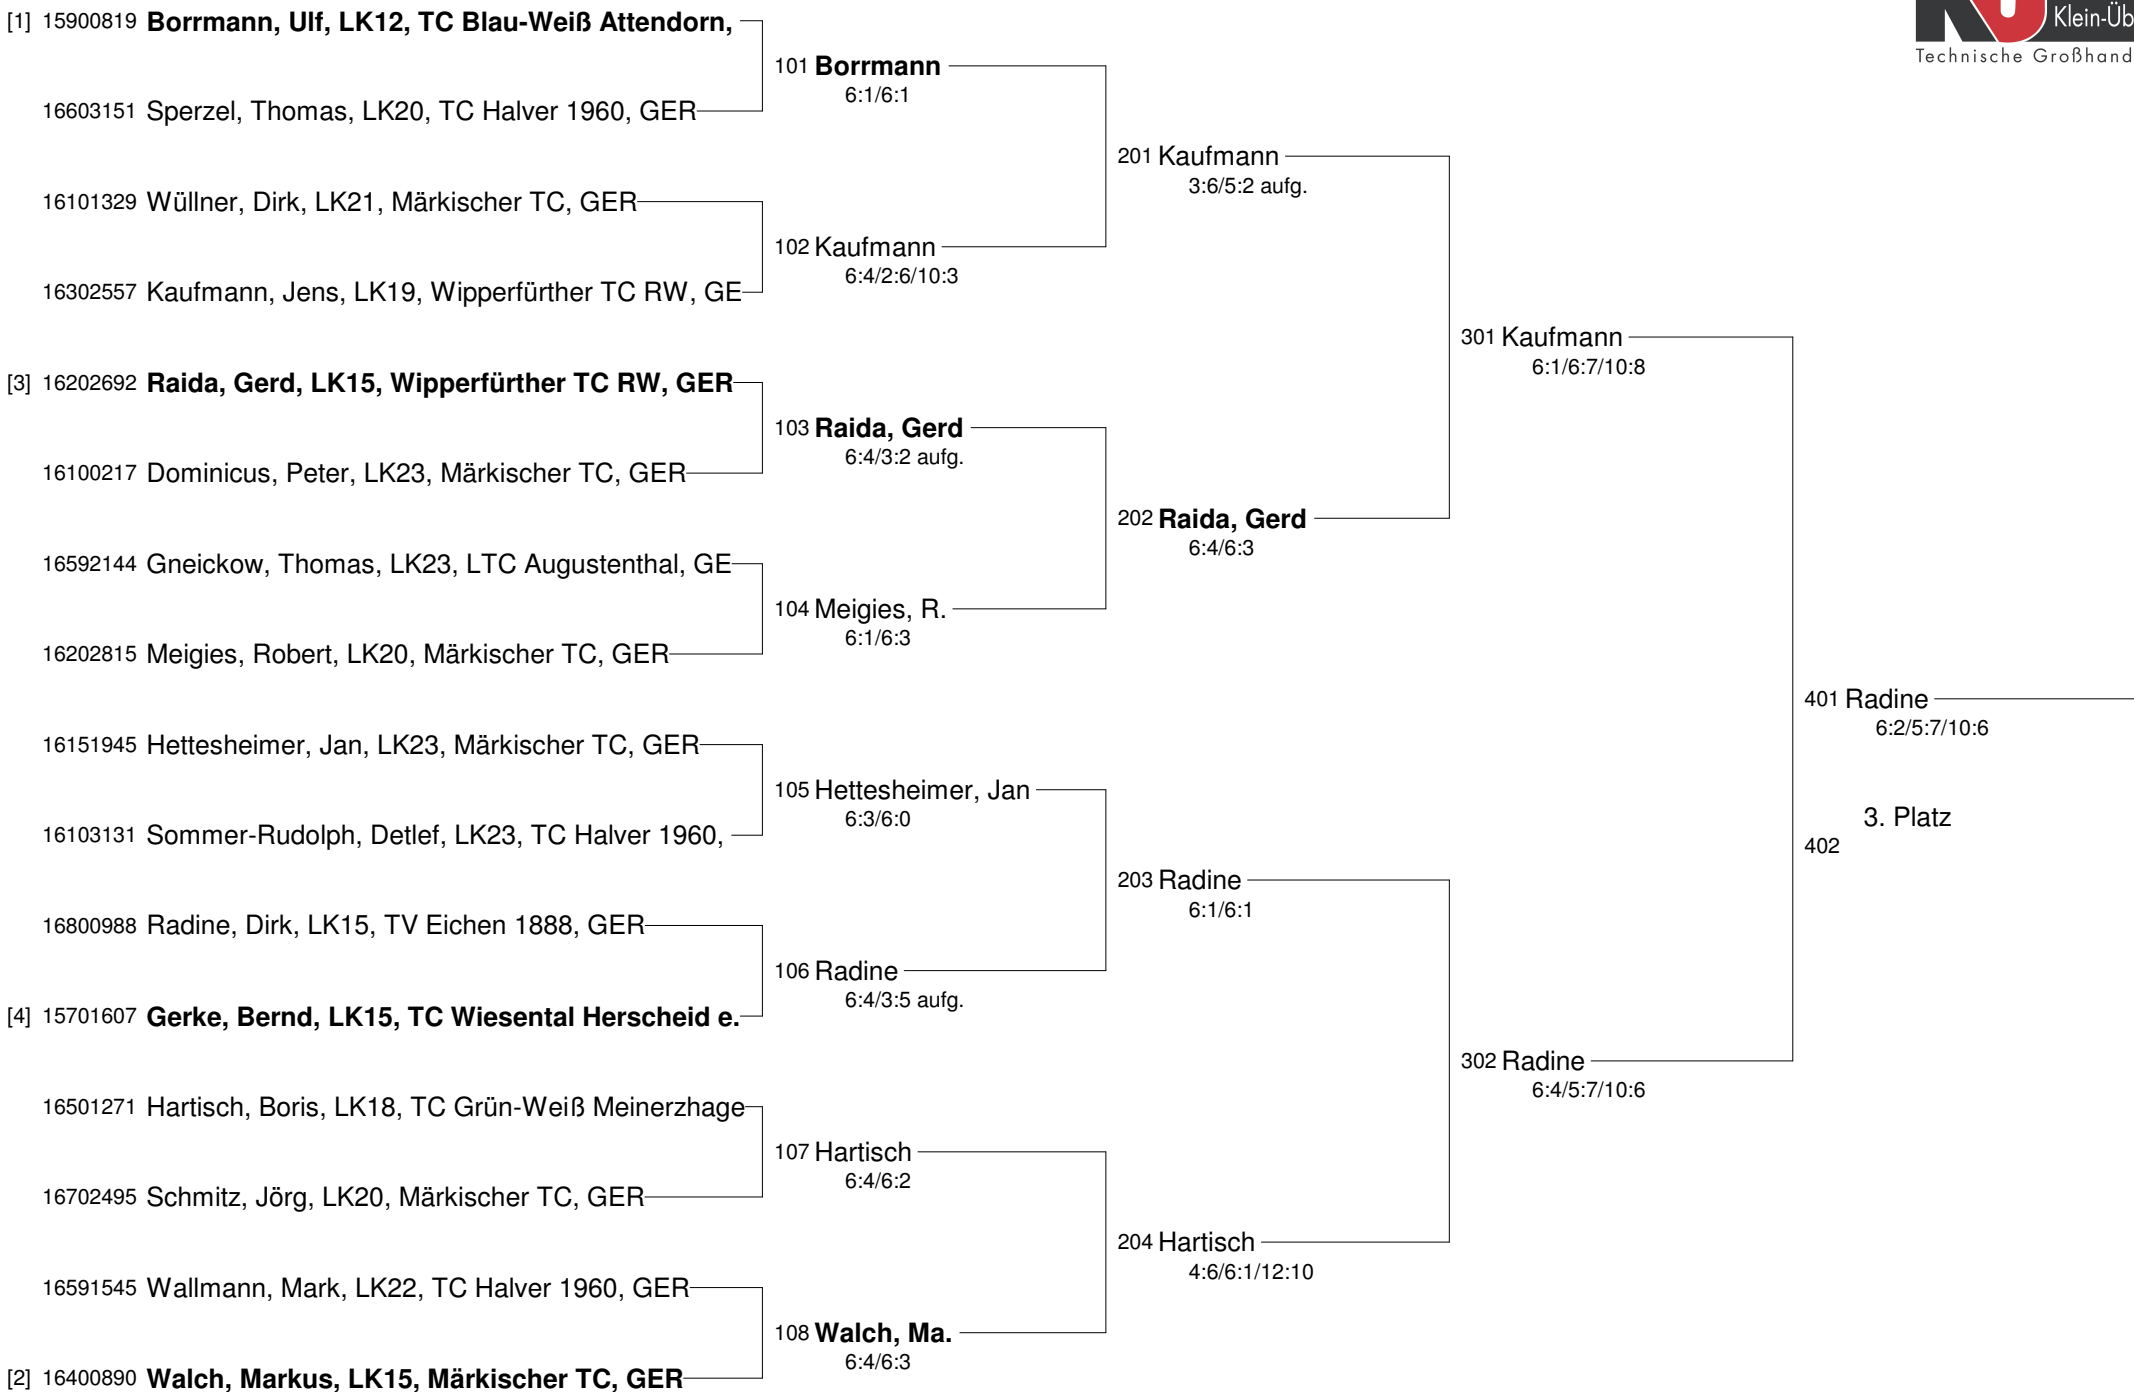 Klein-Üb
Technische Großhand
[1] 15900819 Borrmann, Ulf, LK12, TC Blau-Weiß Attendorn,
101 Borrmann
6:1/6:1
16603151 Sperzel, Thomas, LK20, TC Halver 1960, GER
201 Kaufmann
3:6/5:2 aufg.
16101329 Wüllner, Dirk, LK21, Märkischer TC, GER
102 Kaufmann
6:4/2:6/10:3
16302557 Kaufmann, Jens, LK19, Wipperfürther TC RW, GE
301 Kaufmann
6:1/6:7/10:8
[3] 16202692 Raida, Gerd, LK15, Wipperfürther TC RW, GER
103 Raida, Gerd
6:4/3:2 aufg.
16100217 Dominicus, Peter, LK23, Märkischer TC, GER
202 Raida, Gerd
6:4/6:3
16592144 Gneickow, Thomas, LK23, LTC Augustenthal, GE
104 Meigies, R.
6:1/6:3
16202815 Meigies, Robert, LK20, Märkischer TC, GER
401 Radine
6:2/5:7/10:6
16151945 Hettesheimer, Jan, LK23, Märkischer TC, GER
105 Hettesheimer, Jan
6:3/6:0
3. Platz
402
16103131 Sommer-Rudolph, Detlef, LK23, TC Halver 1960,
203 Radine
6:1/6:1
16800988 Radine, Dirk, LK15, TV Eichen 1888, GER
106 Radine
6:4/3:5 aufg.
[4] 15701607 Gerke, Bernd, LK15, TC Wiesental Herscheid e.
302 Radine
6:4/5:7/10:6
16501271 Hartisch, Boris, LK18, TC Grün-Weiß Meinerzhage
107 Hartisch
6:4/6:2
16702495 Schmitz, Jörg, LK20, Märkischer TC, GER
204 Hartisch
4:6/6:1/12:10
16591545 Wallmann, Mark, LK22, TC Halver 1960, GER
108 Walch, Ma.
6:4/6:3
[2] 16400890 Walch, Markus, LK15, Märkischer TC, GER